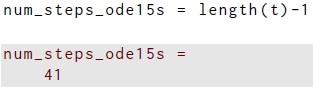 num_steps_ode15s = length(t)-1
num_steps_ode15s =
41